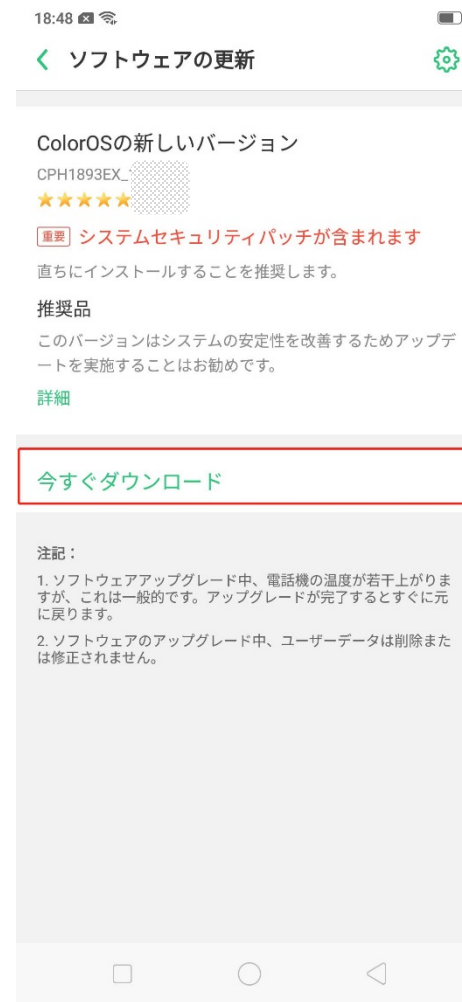 18:48
ソフトウェアの更新
ColorOSの新しいバージョン
CPH1893EX_
重要 システムセキュリティパッチが含まれます
直ちにインストールすることを推奨します。
推奨品
このバージョンはシステムの安定性を改善するためアップデ
ートを実施することはお勧めです。
詳細
今すぐダウンロード
注記：
1. ソフトウェアアップグレード中、電話機の温度が若干上がりま
すが、これは一般的です。アップグレードが完了するとすぐに元
に戻ります。
2. ソフトウェアのアップグレード中、ユーザーデータは削除また
は修正されません。